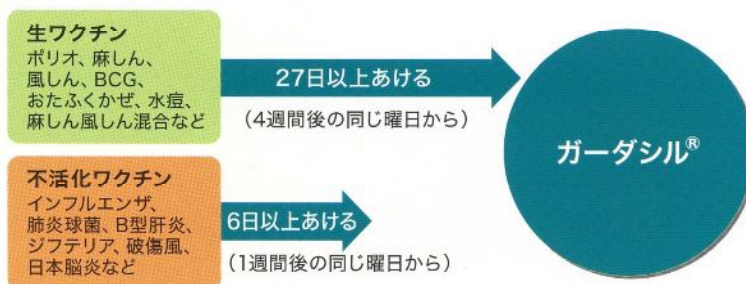 生ワクチン
ポリオ、麻しん、
風しん、BCG、
おたふくかぜ、水痘、
麻しん風しん混合など
27日以上あける
(4週間後の同じ曜日から)
ガーダシル®
不活化ワクチン
インフルエンザ、
肺炎球菌、B型肝炎、
ジフテリア、破傷風、
日本脳炎など
6日以上あける
(1週間後の同じ曜日から)